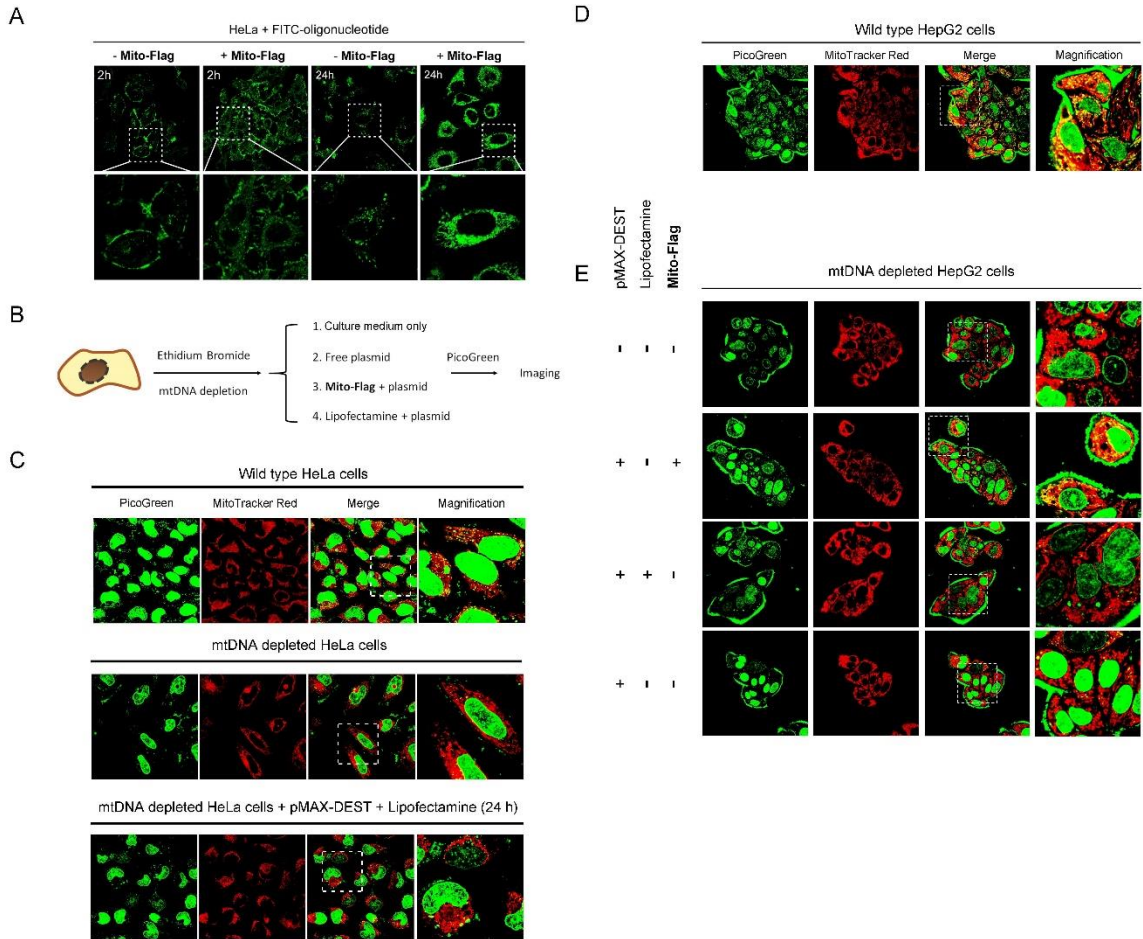 A
HeLa + FITC-oligonucleotide
- Mito-Flag
+ Mito-Flag
- Mito-Flag
+ Mito-Flag
2h
2h
24h
24h
B
Ethidium Bromide
mtDNA depletion
1. Culture medium only
2. Free plasmid
3. Mito-Flag + plasmid
4. Lipofectamine + plasmid
PicoGreen
Imaging
C
Wild type HeLa cells
PicoGreen
MitoTracker Red
Merge
Magnification
mtDNA depleted HeLa cells
mtDNA depleted HeLa cells + pMAX-DEST + Lipofectamine (24 h)
D
Wild type HepG2 cells
PicoGreen
MitoTracker Red
Merge
Magnification
E
pMAX-DEST
Lipofectamine
Mito-Flag
mtDNA depleted HepG2 cells
- - -
+ - +
+ + -
+ - -